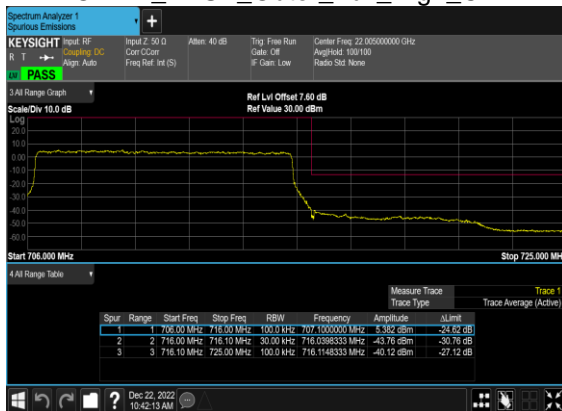 Spectrum Analyzer 1
Spurious Emissions
KEYSIGHT Input: RF Input Z: 50 Ω Atten: 40 dB Trig: Free Run Center Freq: 22.005000000 GHz
R T Coupling: DC Corr CCorr Gate: Off Avg|Hold: 100/100
Align: Auto Freq Ref: Int (S) IF Gain: Low Radio Std: None
PASS
3 All Range Graph
Ref Lvl Offset 7.60 dB
Scale/Div 10.0 dB Ref Value 30.00 dBm
Log
20.0
10.0
0.00
-10.0
-20.0
-30.0
-40.0
-50.0
-60.0
Start 706.000 MHz Stop 725.000 MH
4 All Range Table
Measure Trace Trace 1
Trace Type Trace Average (Active)
Spur Range Start Freq Stop Freq RBW Frequency Amplitude ΔLimit
1 1 706.00 MHz 716.00 MHz 100.0 kHz 707.1000000 MHz 5.382 dBm -24.62 dB
2 2 716.00 MHz 716.10 MHz 30.00 kHz 716.0398333 MHz -43.76 dBm -30.76 dB
3 3 716.10 MHz 725.00 MHz 100.0 kHz 716.1148333 MHz -40.12 dBm -27.12 dB
? Dec 22, 2022
10:42:13 AM